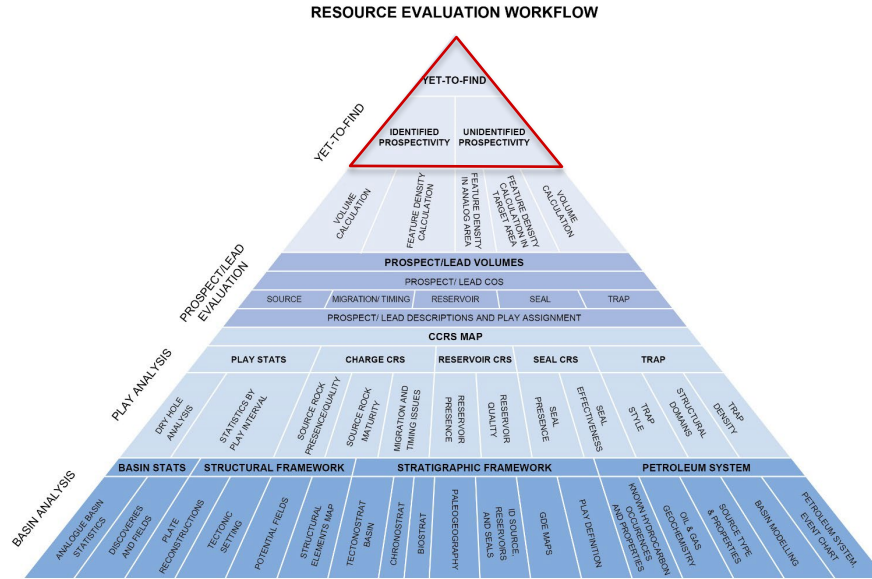 RESOURCE EVALUATION WORKFLOW
YET-TO-FIND
YET-TO-FIND
IDENTIFIED
PROSPECTIVITY
UNIDENTIFIED
PROSPECTIVITY
VOLUME
CALCULATION
FEATURE DENSITY
CALCULATION
FEATURE DENSITY
IN ANALOG AREA
FEATURE DENSITY
CALCULATION IN
TARGET AREA
VOLUME
CALCULATION
PROSPECT/LEAD
EVALUATION
PROSPECT/LEAD VOLUMES
PROSPECT/ LEAD COS
SOURCE
MIGRATION/ TIMING
RESERVOIR
SEAL
TRAP
PROSPECT/ LEAD DESCRIPTIONS AND PLAY ASSIGNMENT
PLAY ANALYSIS
CCRS MAP
PLAY STATS
CHARGE CRS
RESERVOIR CRS
SEAL CRS
TRAP
DRY HOLE
ANALYSIS
STATISTICS BY
PLAY INTERVAL
SOURCE ROCK
PRESENCE/QUALITY
SOURCE ROCK
MATURITY
MIGRATION AND
TIMING ISSUES
RESERVOIR
PRESENCE
RESERVOIR
QUALITY
SEAL
PRESENCE
SEAL
EFFECTIVENESS
TRAP
STYLE
STRUCTURAL
DOMAINS
TRAP
DENSITY
BASIN ANALYSIS
BASIN STATS
STRUCTURAL FRAMEWORK
STRATIGRAPHIC FRAMEWORK
PETROLEUM SYSTEM
ANALOGUE BASIN
STATISTICS
DISCOVERIES
AND FIELDS
PLATE
RECONSTRUCTIONS
TECTONIC
SETTING
POTENTIAL FIELDS
STRUCTURAL
ELEMENTS MAP
TECTONOSTRAT
BASIN
CHRONOSTRAT
BIOSTRAT
PALEOGEOGRAPHY
ID SOURCE,
RESERVOIRS
AND SEALS
GDE MAPS
PLAY DEFINITION
KNOWN HYDROCARBON
OCCURENCES
AND PROPERTIES
OIL & GAS
GEOCHEMISTRY
SOURCE TYPE
& PROPERTIES
BASIN MODELLING
PETROLEUM SYSTEM
EVENT CHART